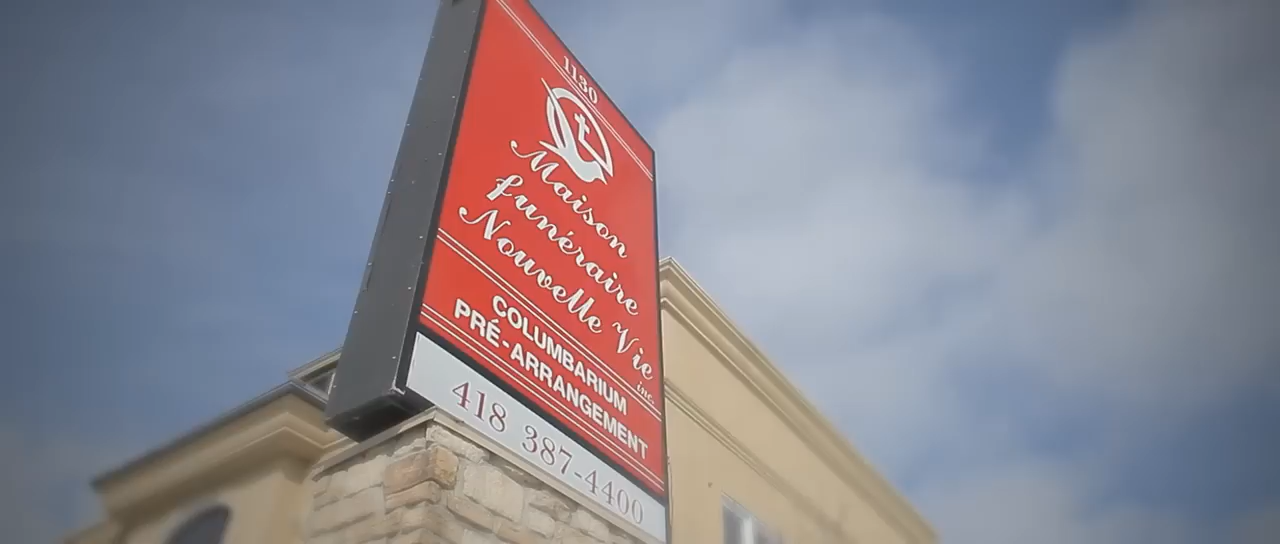 1130
Maison
funéraire
Nouvelle Vie
inc.
COLUMBARIUM
PRÉ-ARRANGEMENT
418 387-4400